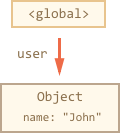 <global>
user
Object
name: "John"